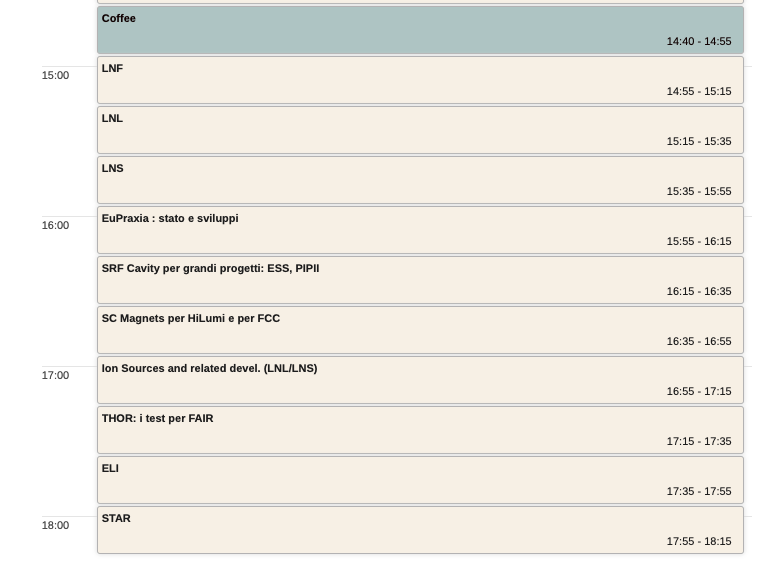 Coffee
14:40 - 14:55
15:00
LNF
14:55 - 15:15
LNL
15:15 - 15:35
LNS
15:35 - 15:55
16:00
EuPraxia : stato e sviluppi
15:55 - 16:15
SRF Cavity per grandi progetti: ESS, PIPII
16:15 - 16:35
SC Magnets per HiLumi e per FCC
16:35 - 16:55
17:00
Ion Sources and related devel. (LNL/LNS)
16:55 - 17:15
THOR: i test per FAIR
17:15 - 17:35
ELI
17:35 - 17:55
18:00
STAR
17:55 - 18:15